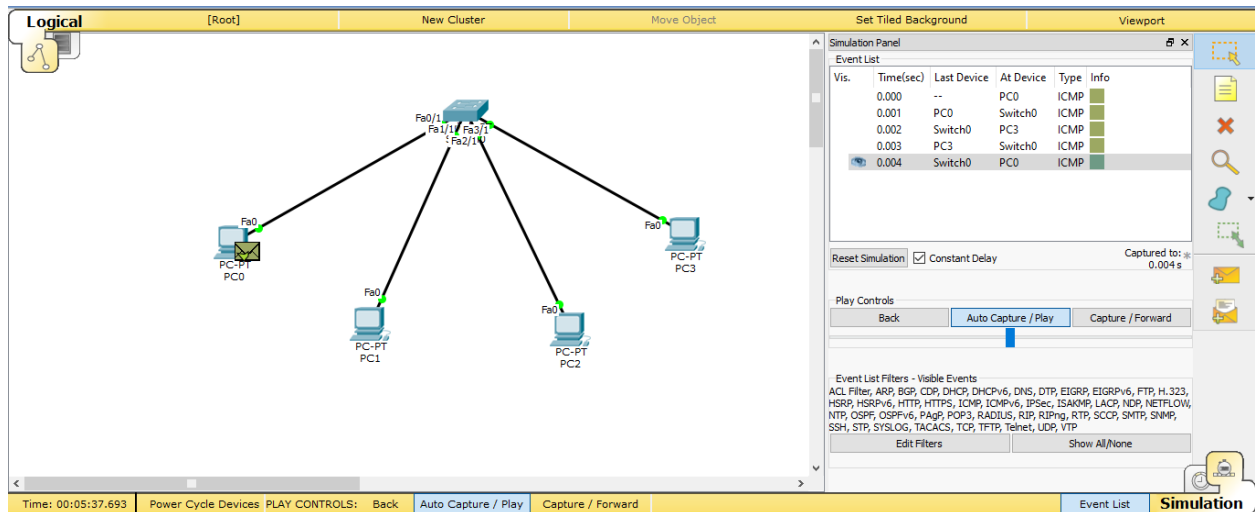 Logical [Root] New Cluster Move Object Set Tiled Background Viewport
Fa0/1
Fa1/1 Fa3/1
Fa2/1
Fa0
PC-PT
PC0
Fa0
PC-PT
PC1
Fa0
PC-PT
PC2
Fa0
PC-PT
PC3
Simulation Panel
Event List
Vis. Time(sec) Last Device At Device Type Info
0.000 -- PC0 ICMP
0.001 PC0 Switch0 ICMP
0.002 Switch0 PC3 ICMP
0.003 PC3 Switch0 ICMP
0.004 Switch0 PC0 ICMP
Reset Simulation Constant Delay Captured to: *
0.004 s
Play Controls
Back Auto Capture / Play Capture / Forward
Event List Filters - Visible Events
ACL Filter, ARP, BGP, CDP, DHCP, DHCPv6, DNS, DTP, EIGRP, EIGRPv6, FTP, H.323,
HSRP, HSRPv6, HTTP, HTTPS, ICMP, ICMPv6, IPSec, ISAKMP, LACP, NDP, NETFLOW,
NTP, OSPF, OSPFv6, PAgP, POP3, RADIUS, RIP, RIPng, RTP, SCCP, SMTP, SNMP,
SSH, STP, SYSLOG, TACACS, TCP, TFTP, Telnet, UDP, VTP
Edit Filters Show All/None
Time: 00:05:37.693 Power Cycle Devices PLAY CONTROLS: Back Auto Capture / Play Capture / Forward Event List Simulation